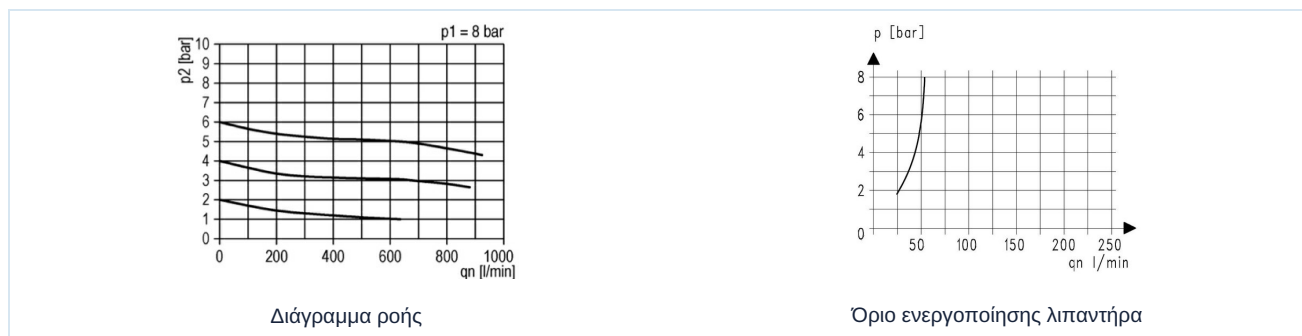 p1 = 8 bar
p2 [bar]
10
9
8
7
6
5
4
3
2
1
0
0 200 400 600 800 1000
qn [l/min]
Διάγραμμα ροής
p [bar]
8
6
4
2
0
50 100 150 200 250
qn l/min
Όριο ενεργοποίησης λιπαντήρα